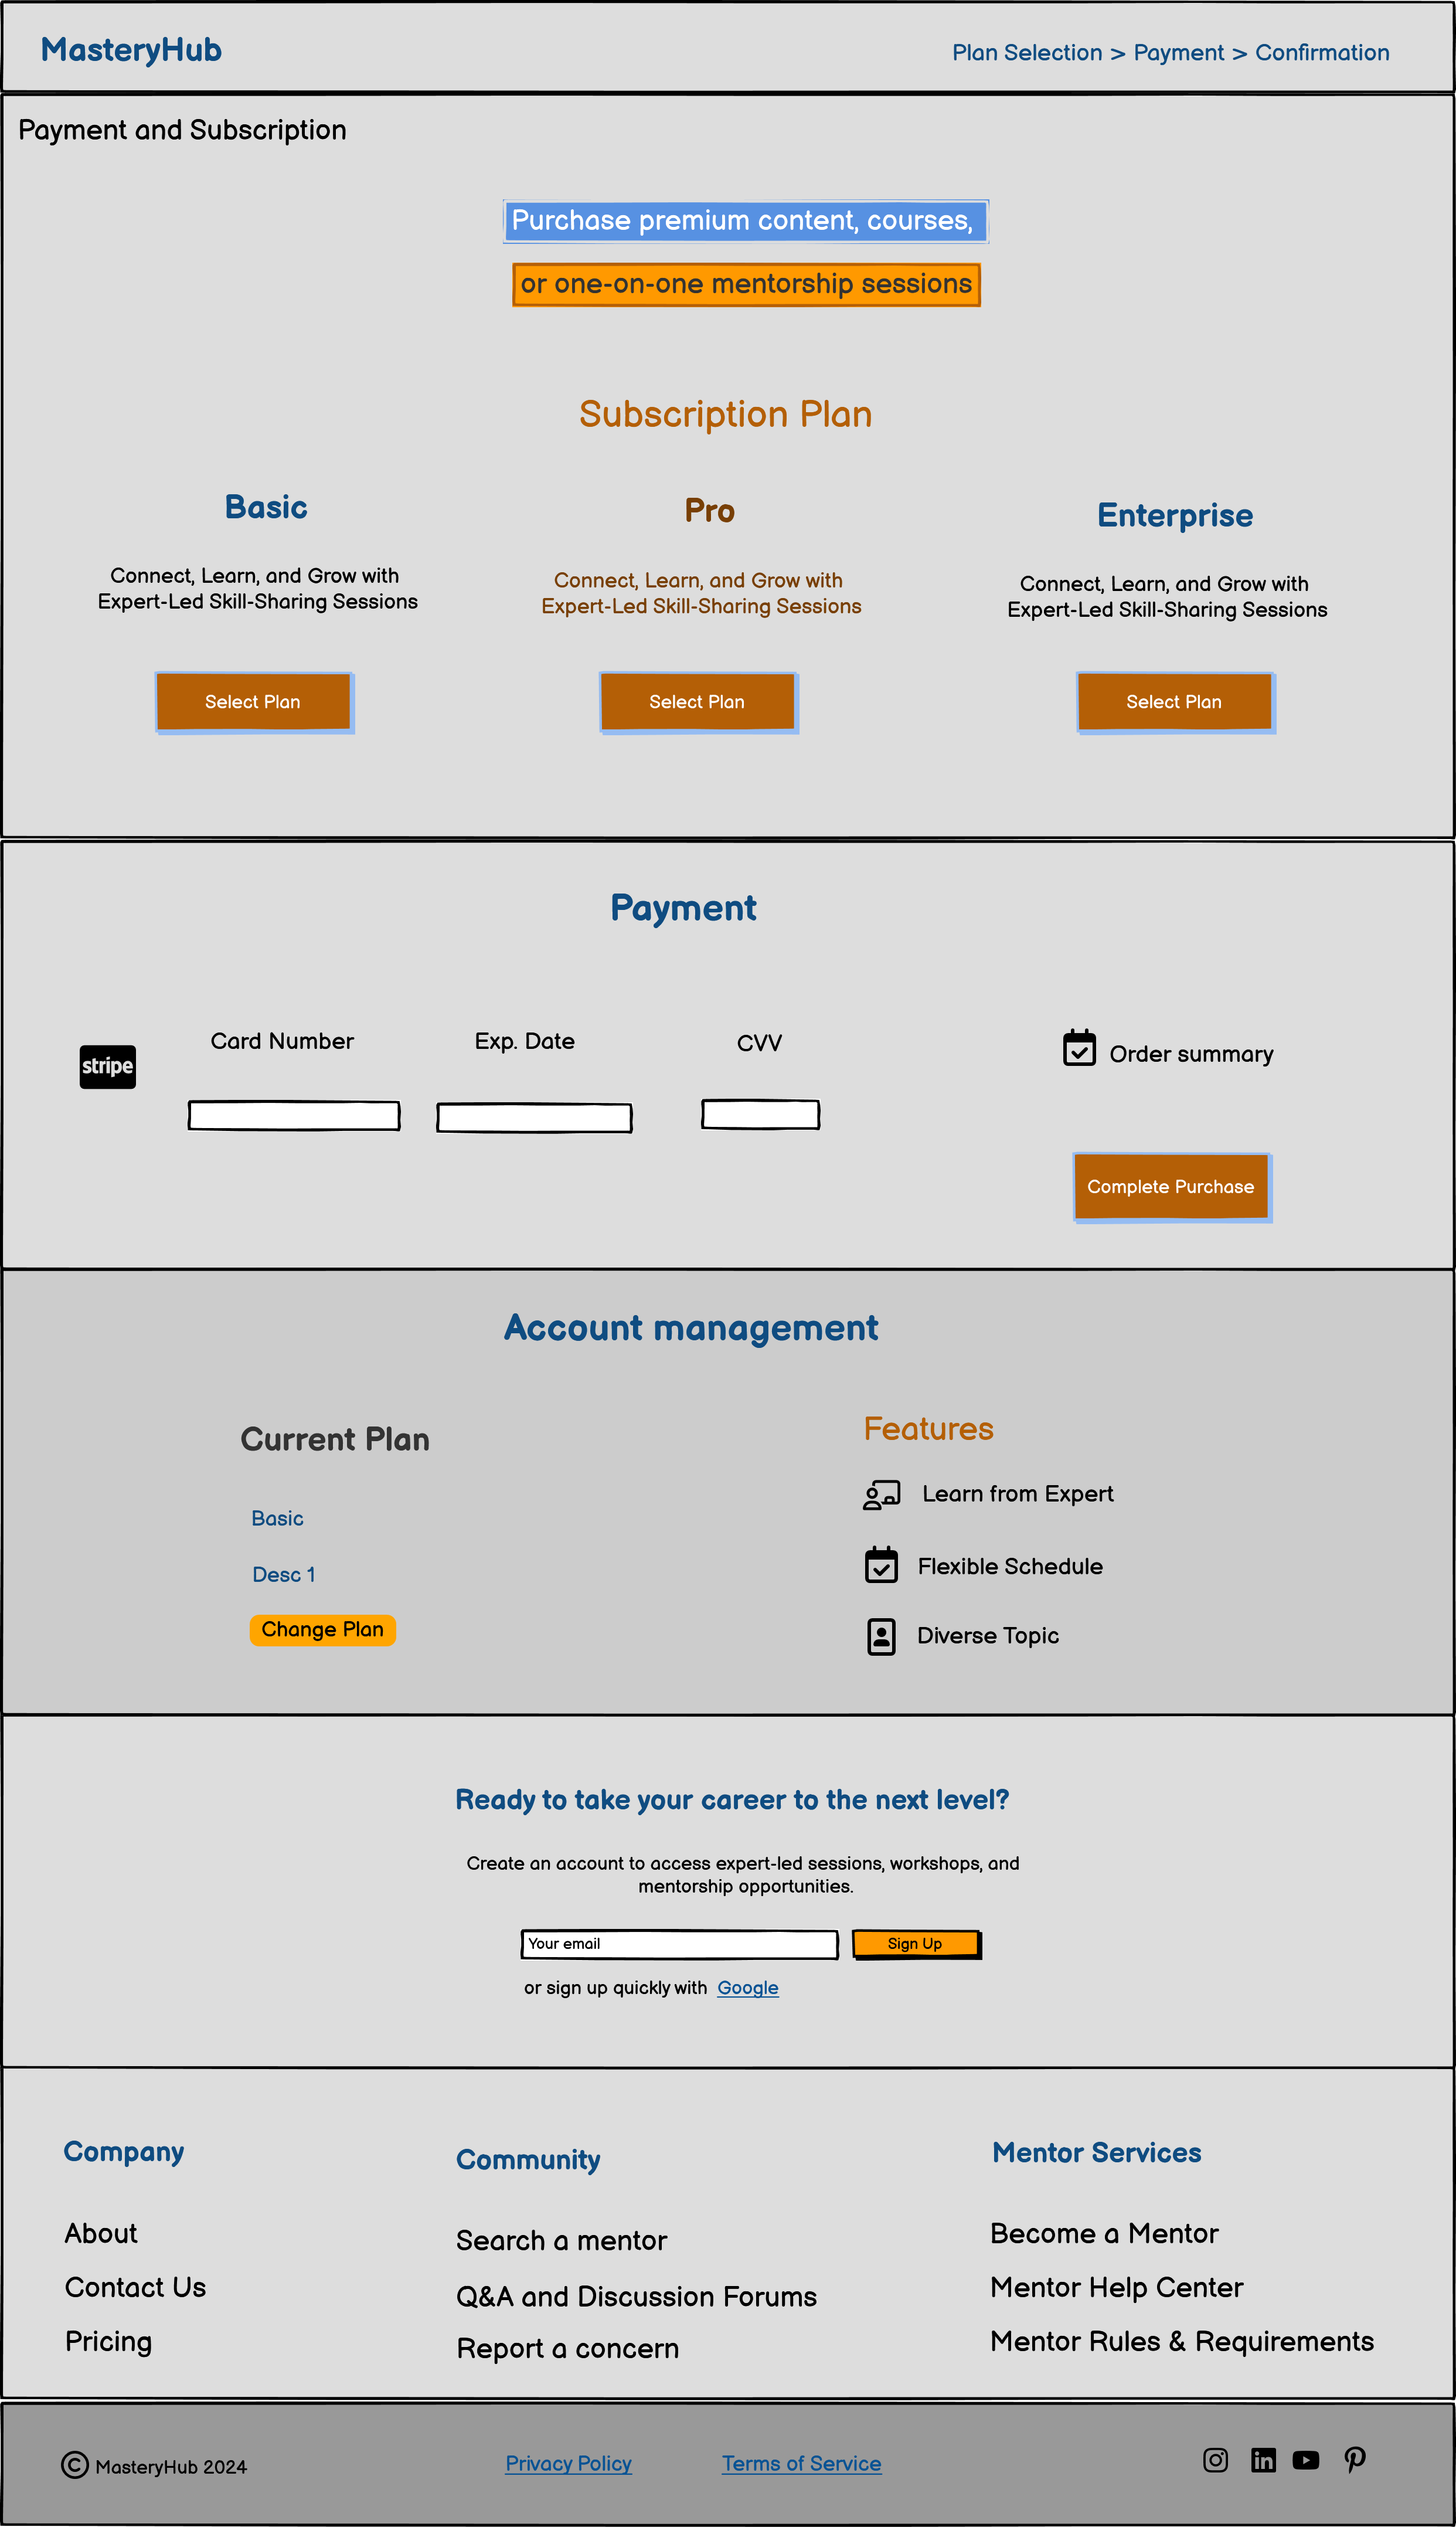 MasteryHub
Plan Selection > Payment > Confirmation
Payment and Subscription
Purchase premium content, courses,
or one-on-one mentorship sessions
Subscription Plan
Basic
Connect, Learn, and Grow with
Expert-Led Skill-Sharing Sessions
Select Plan
Pro
Connect, Learn, and Grow with
Expert-Led Skill-Sharing Sessions
Select Plan
Enterprise
Connect, Learn, and Grow with
Expert-Led Skill-Sharing Sessions
Select Plan
Payment
stripe
Card Number
Exp. Date
CVV
Order summary
Complete Purchase
Account management
Current Plan
Basic
Desc 1
Change Plan
Features
Learn from Expert
Flexible Schedule
Diverse Topic
Ready to take your career to the next level?
Create an account to access expert-led sessions, workshops, and
mentorship opportunities.
Your email
Sign Up
or sign up quickly with Google
Company
About
Contact Us
Pricing
Community
Search a mentor
Q&A and Discussion Forums
Report a concern
Mentor Services
Become a Mentor
Mentor Help Center
Mentor Rules & Requirements
© MasteryHub 2024
Privacy Policy
Terms of Service